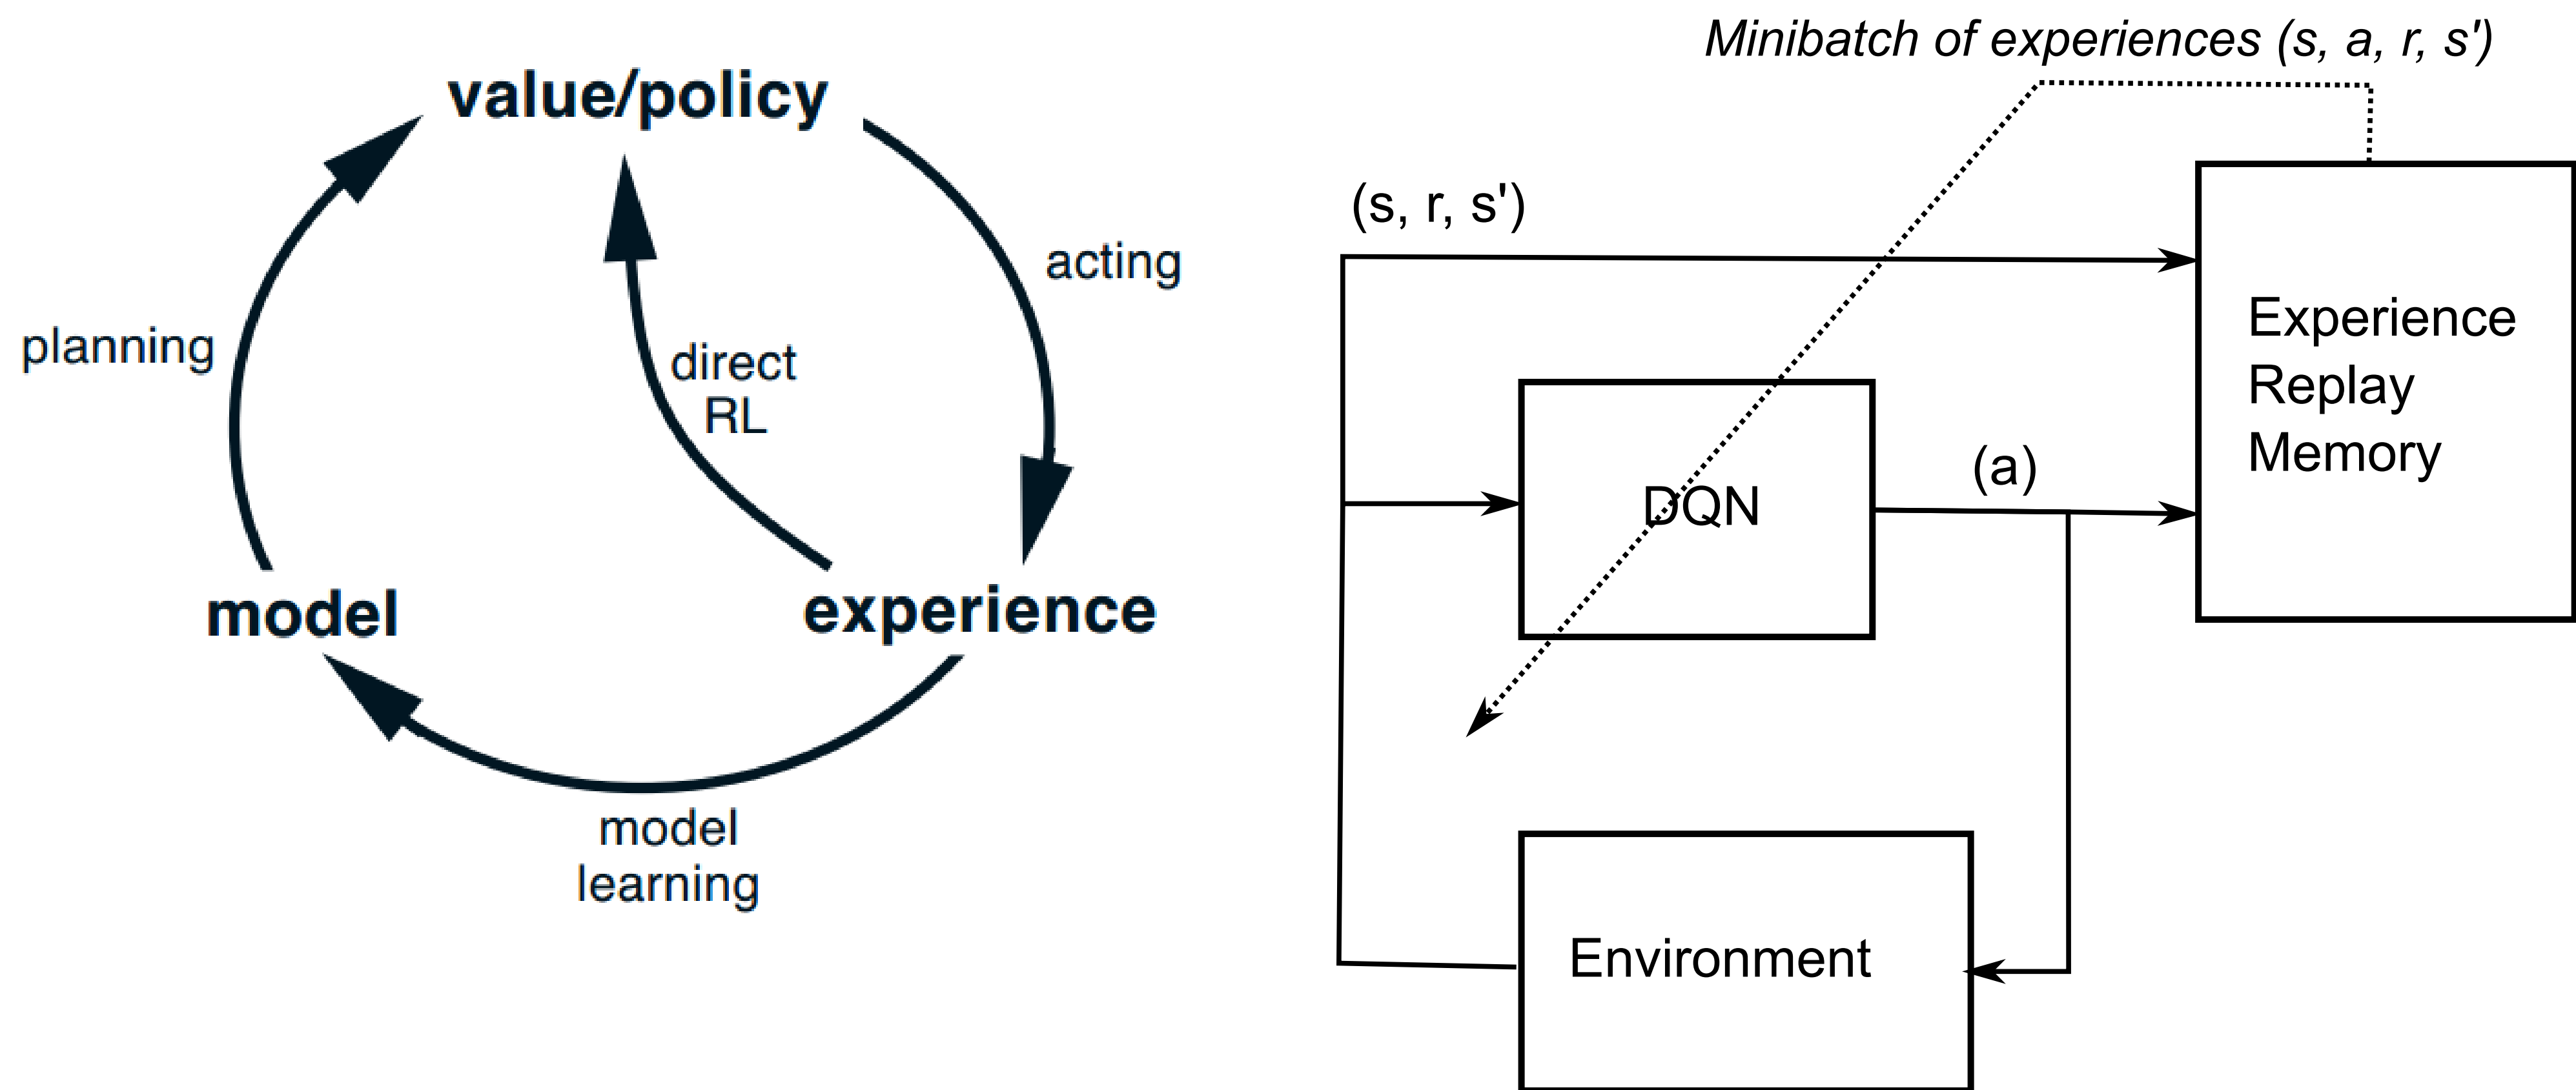 value/policy
acting
planning
direct
RL
model
experience
model
learning
Minibatch of experiences (s, a, r, s')
(s, r, s')
Experience
Replay
Memory
(a)
DQN
Environment